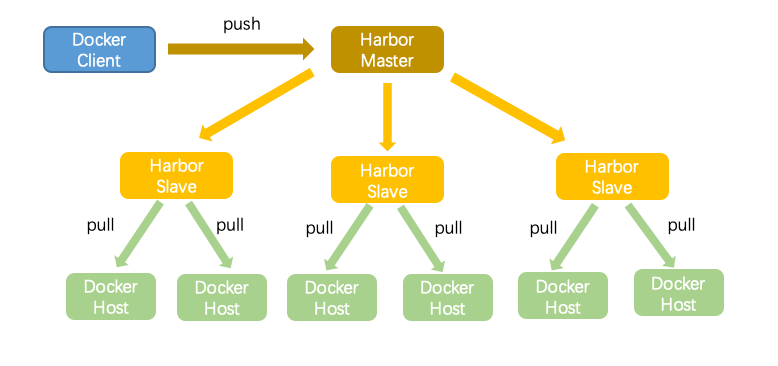 push
Docker
Client
Harbor
Master
Harbor
Slave
Harbor
Slave
Harbor
Slave
pull
pull
pull
pull
pull
pull
Docker
Host
Docker
Host
Docker
Host
Docker
Host
Docker
Host
Docker
Host